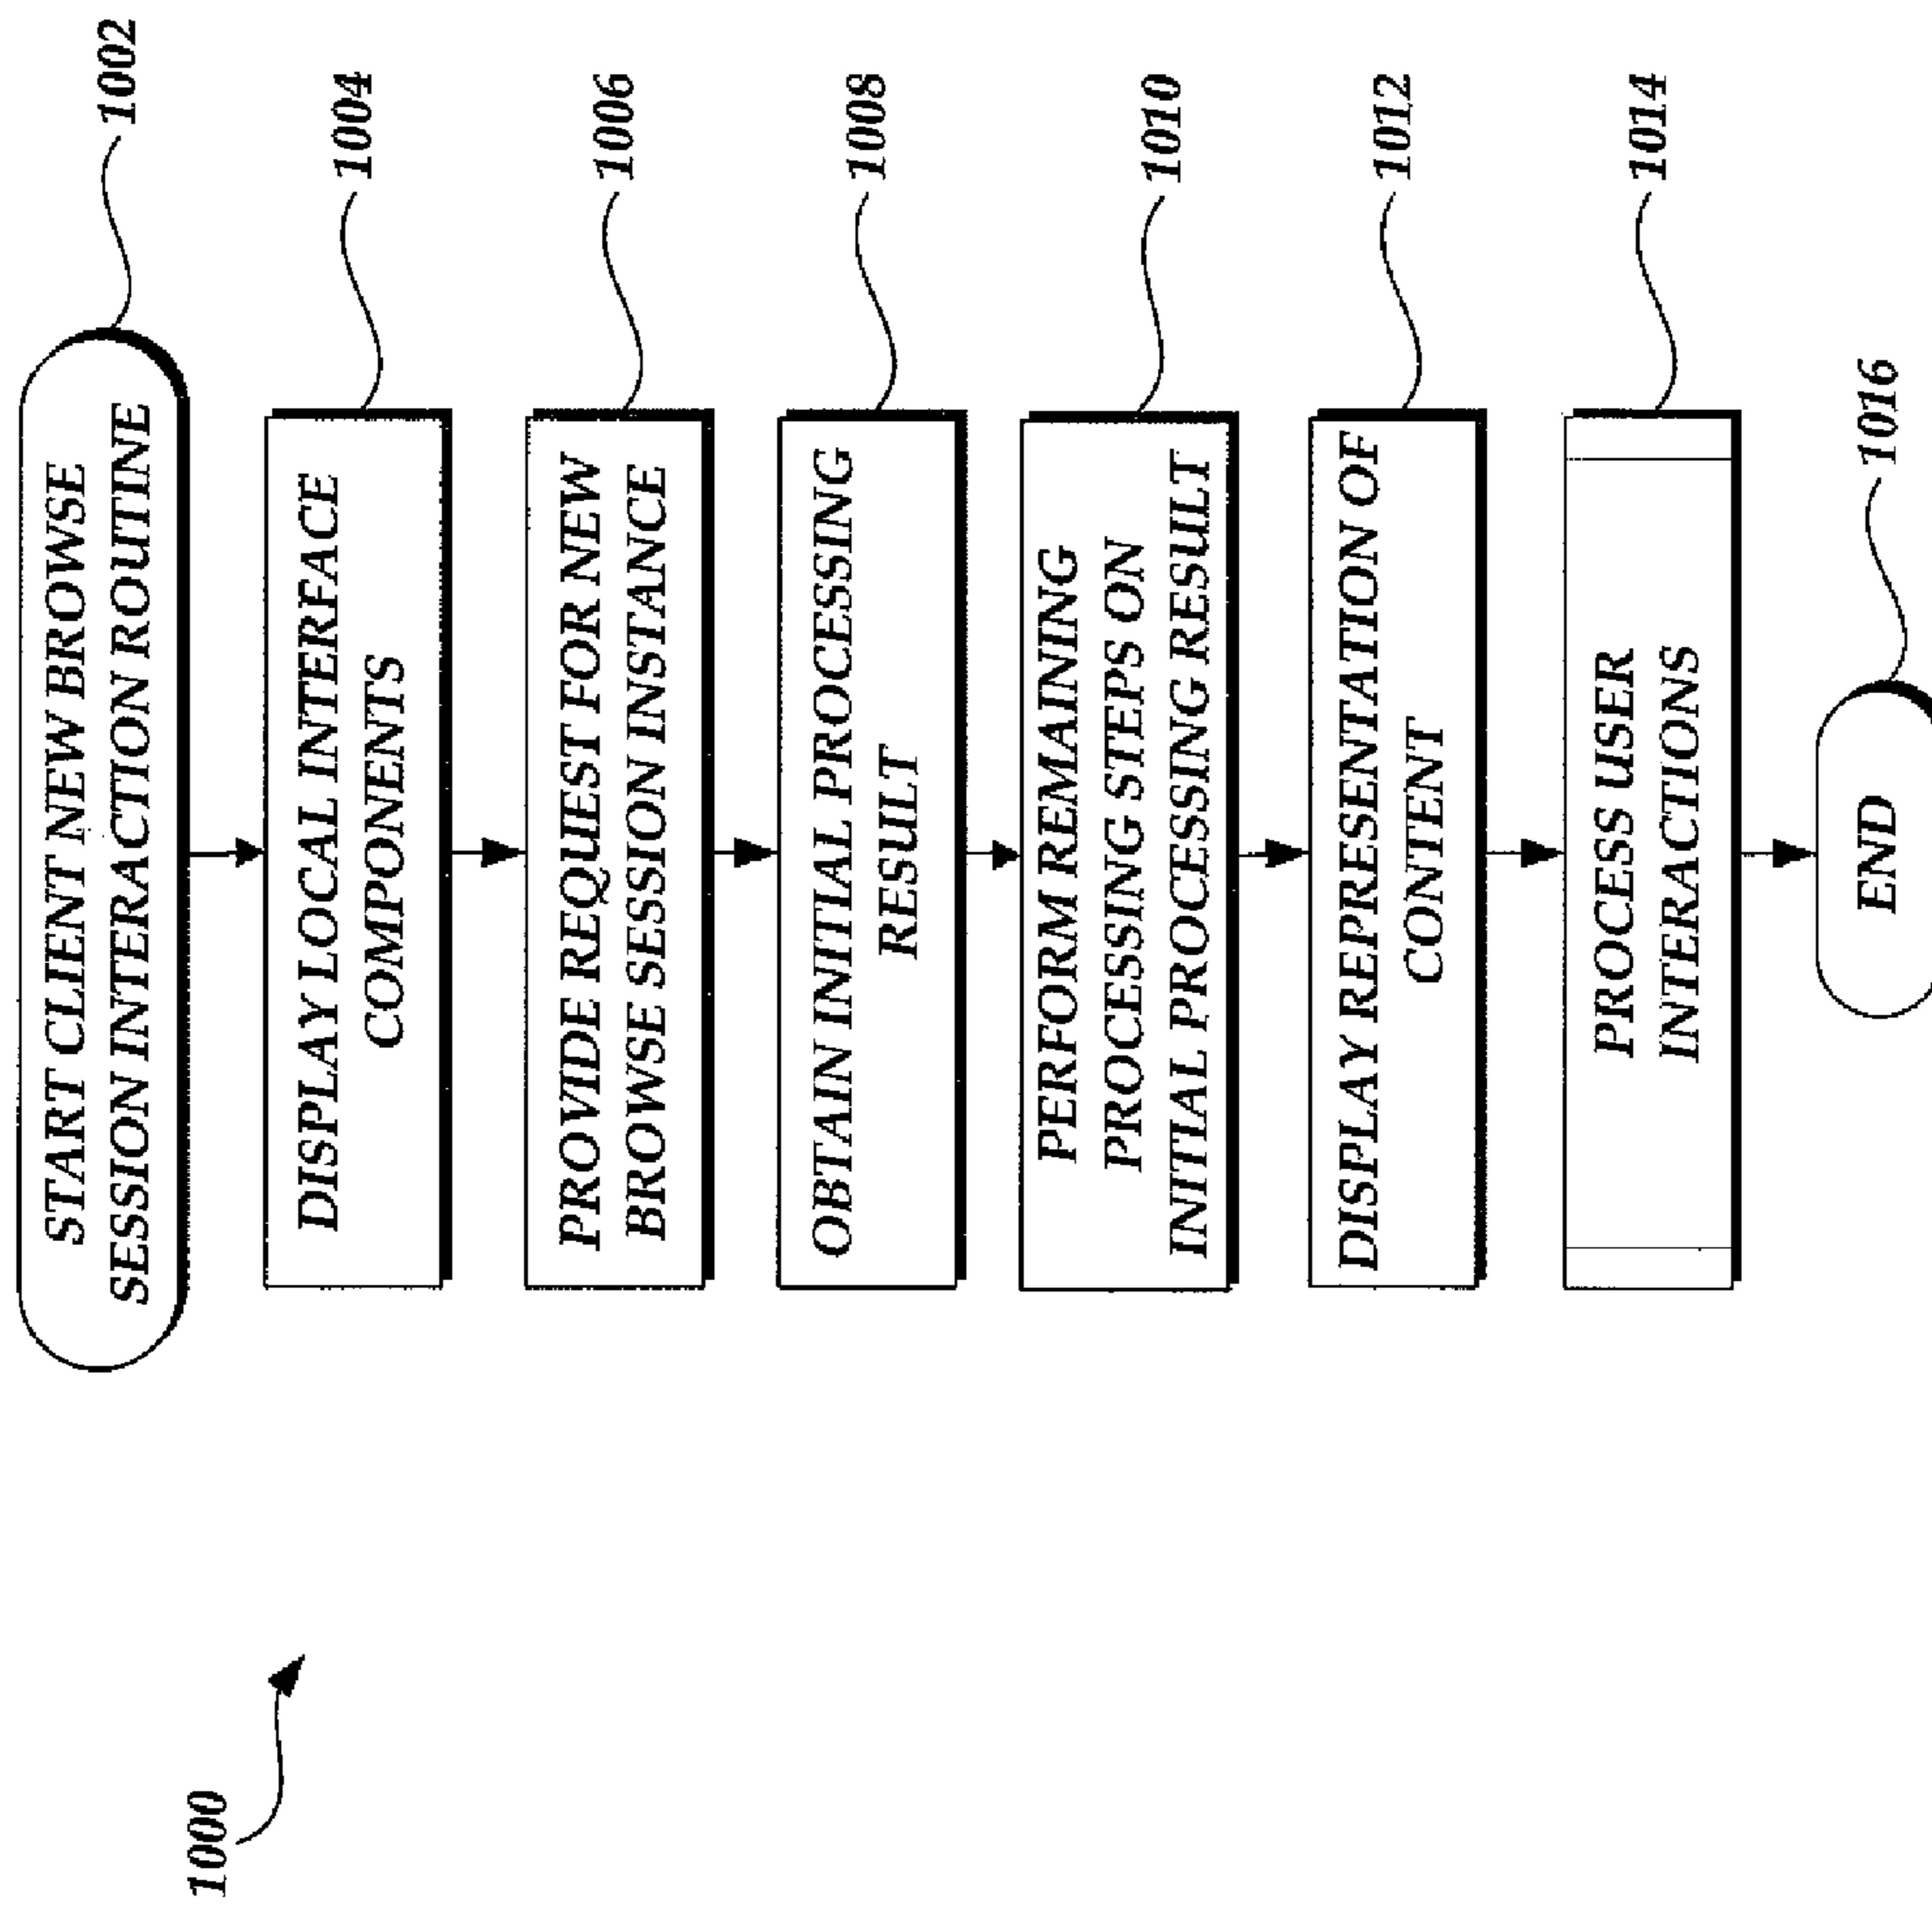 1000
START CLIENT NEW BROWSE
SESSION INTERACTION ROUTINE
1002
DISPLAY LOCAL INTERFACE
COMPONENTS
1004
PROVIDE REQUEST FOR NEW
BROWSE SESSION INSTANCE
1006
OBTAIN INITIAL PROCESSING
RESULT
1008
PERFORM REMAINING
PROCESSING STEPS ON
INITIAL PROCESSING RESULT
1010
DISPLAY REPRESENTATION OF
CONTENT
1012
PROCESS USER
INTERACTIONS
1014
END
1016